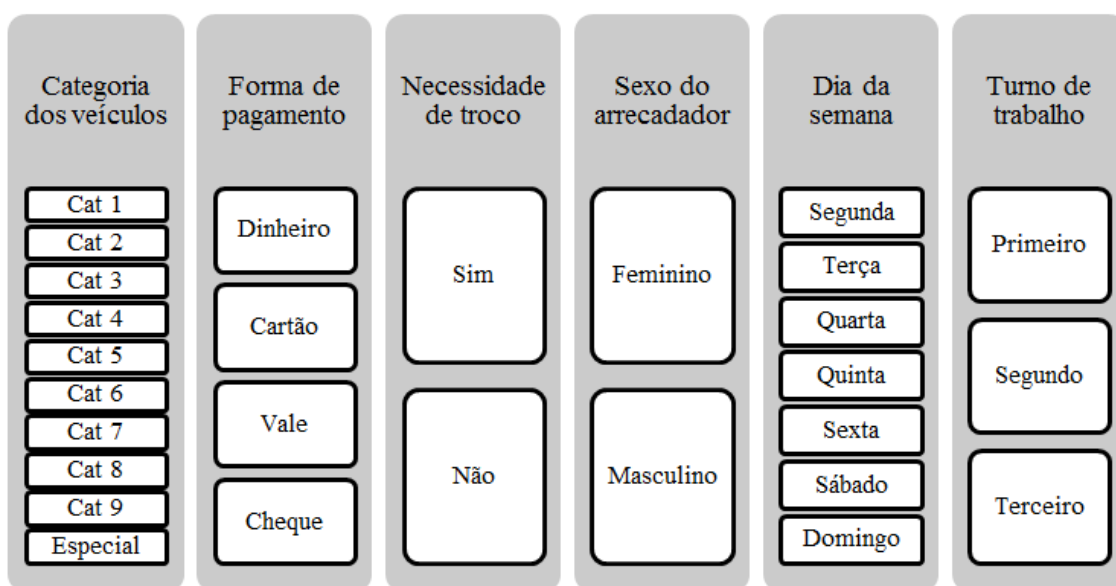 Categoria
dos veículos
Cat 1
Cat 2
Cat 3
Cat 4
Cat 5
Cat 6
Cat 7
Cat 8
Cat 9
Especial
Forma de
pagamento
Dinheiro
Cartão
Vale
Cheque
Necessidade
de troco
Sim
Não
Sexo do
arrecadador
Feminino
Masculino
Dia da
semana
Segunda
Terça
Quarta
Quinta
Sexta
Sábado
Domingo
Turno de
trabalho
Primeiro
Segundo
Terceiro